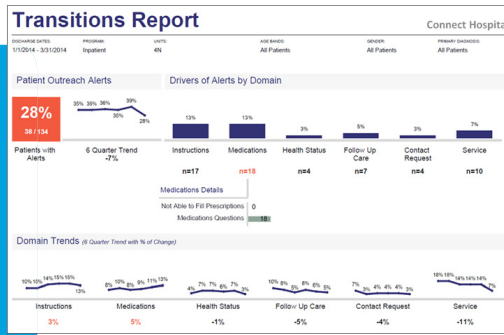 Transitions Report
Connect Hospita
DISCHARGE DATES: PROGRAM: UNITS: AGE BANDS: GENDER: PRIMARY DIAGNOSIS:
1/1/2014 - 3/31/2014 Inpatient 4N All Patients All Patients All Patients
Patient Outreach Alerts
Drivers of Alerts by Domain
28%
38 / 134
Patients with Alerts
35% 35% 36% 35% 39% 28%
6 Quarter Trend
-7%
13% 13% 3% 5% 3% 7%
Instructions Medications Health Status Follow Up Care Contact Request Service
n=17 n=18 n=4 n=7 n=4 n=10
Medications Details
Not Able to Fill Prescriptions 0
Medications Questions 18
Domain Trends (6 Quarter Trend with % of Change)
10% 10% 14% 15% 15% 13%
8% 10% 8% 9% 11% 13%
4% 7% 7% 6% 7% 3%
10% 8% 5% 8% 6% 5%
7% 3% 4% 4% 4% 3%
18% 18% 14% 14% 14% 7%
Instructions Medications Health Status Follow Up Care Contact Request Service
3% 5% -1% -5% -4% -11%